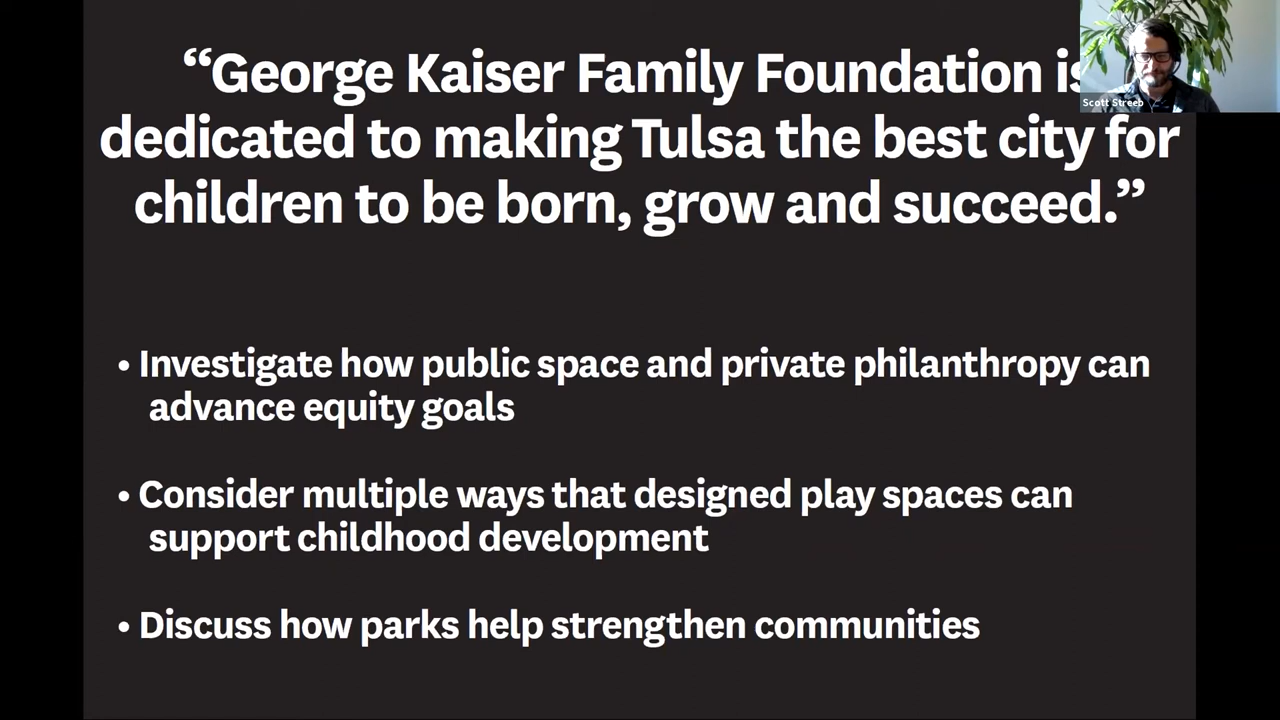 “George Kaiser Family Foundation is
dedicated to making Tulsa the best city for
children to be born, grow and succeed.”
Scott Streeb
• Investigate how public space and private philanthropy can
advance equity goals
• Consider multiple ways that designed play spaces can
support childhood development
• Discuss how parks help strengthen communities